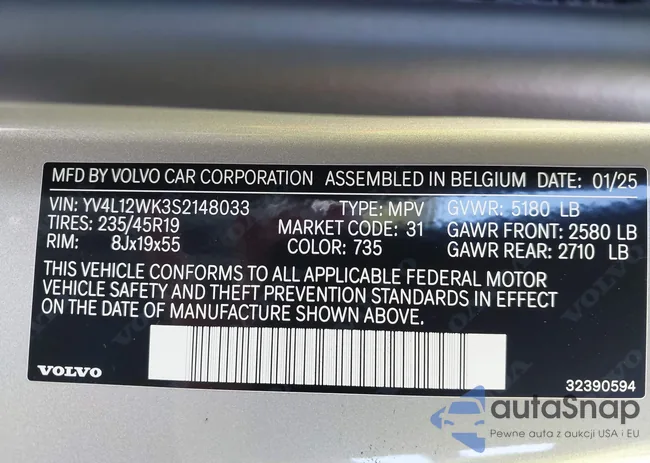 MFD BY VOLVO CAR CORPORATION ASSEMBLED IN BELGIUM DATE: 01/25
VIN: YV4L12WK3S2148033 TYPE: MPV GVWR: 5180 LB
TIRES: 235/45R19 MARKET CODE: 31 GAWR FRONT: 2580 LB
RIM: 8Jx19x55 COLOR: 735 GAWR REAR: 2710 LB
THIS VEHICLE CONFORMS TO ALL APPLICABLE FEDERAL MOTOR
VEHICLE SAFETY AND THEFT PREVENTION STANDARDS IN EFFECT
ON THE DATE OF MANUFACTURE SHOWN ABOVE.
VOLVO 32390594
autaSnap
Pewne auta z aukcji USA i EU